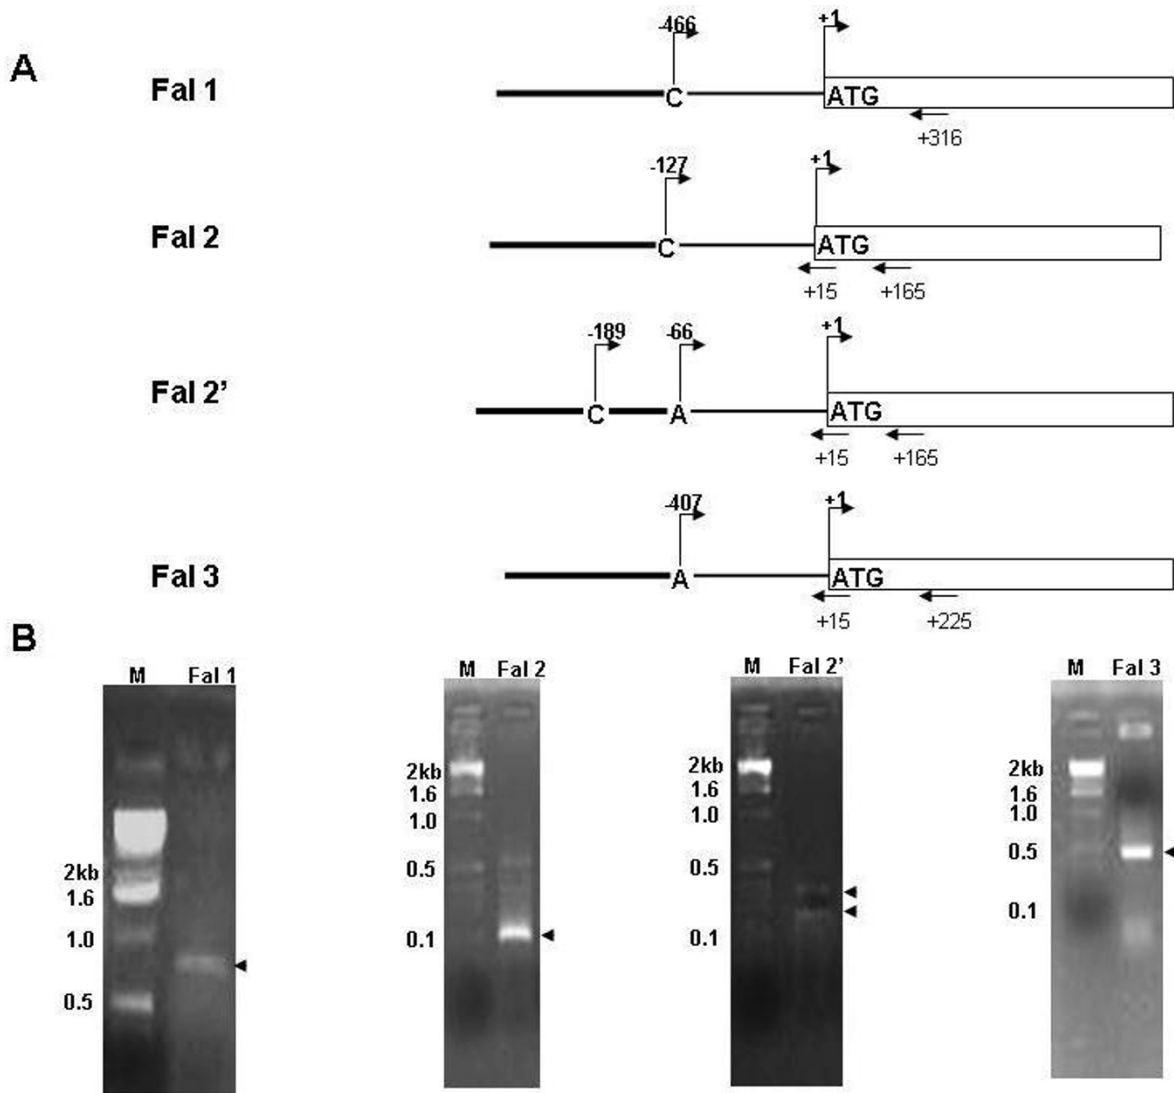 A
Fal 1
-466
+1
C
ATG
+316
Fal 2
-127
+1
C
ATG
+15
+165
Fal 2’
-189
-66
+1
C
A
ATG
+15
+165
Fal 3
-407
+1
A
ATG
+15
+225
B
M Fal 1
2kb
1.6
1.0
0.5
M Fal 2
2kb
1.6
1.0
0.5
0.1
M Fal 2’
2kb
1.6
1.0
0.5
0.1
M Fal 3
2kb
1.6
1.0
0.5
0.1